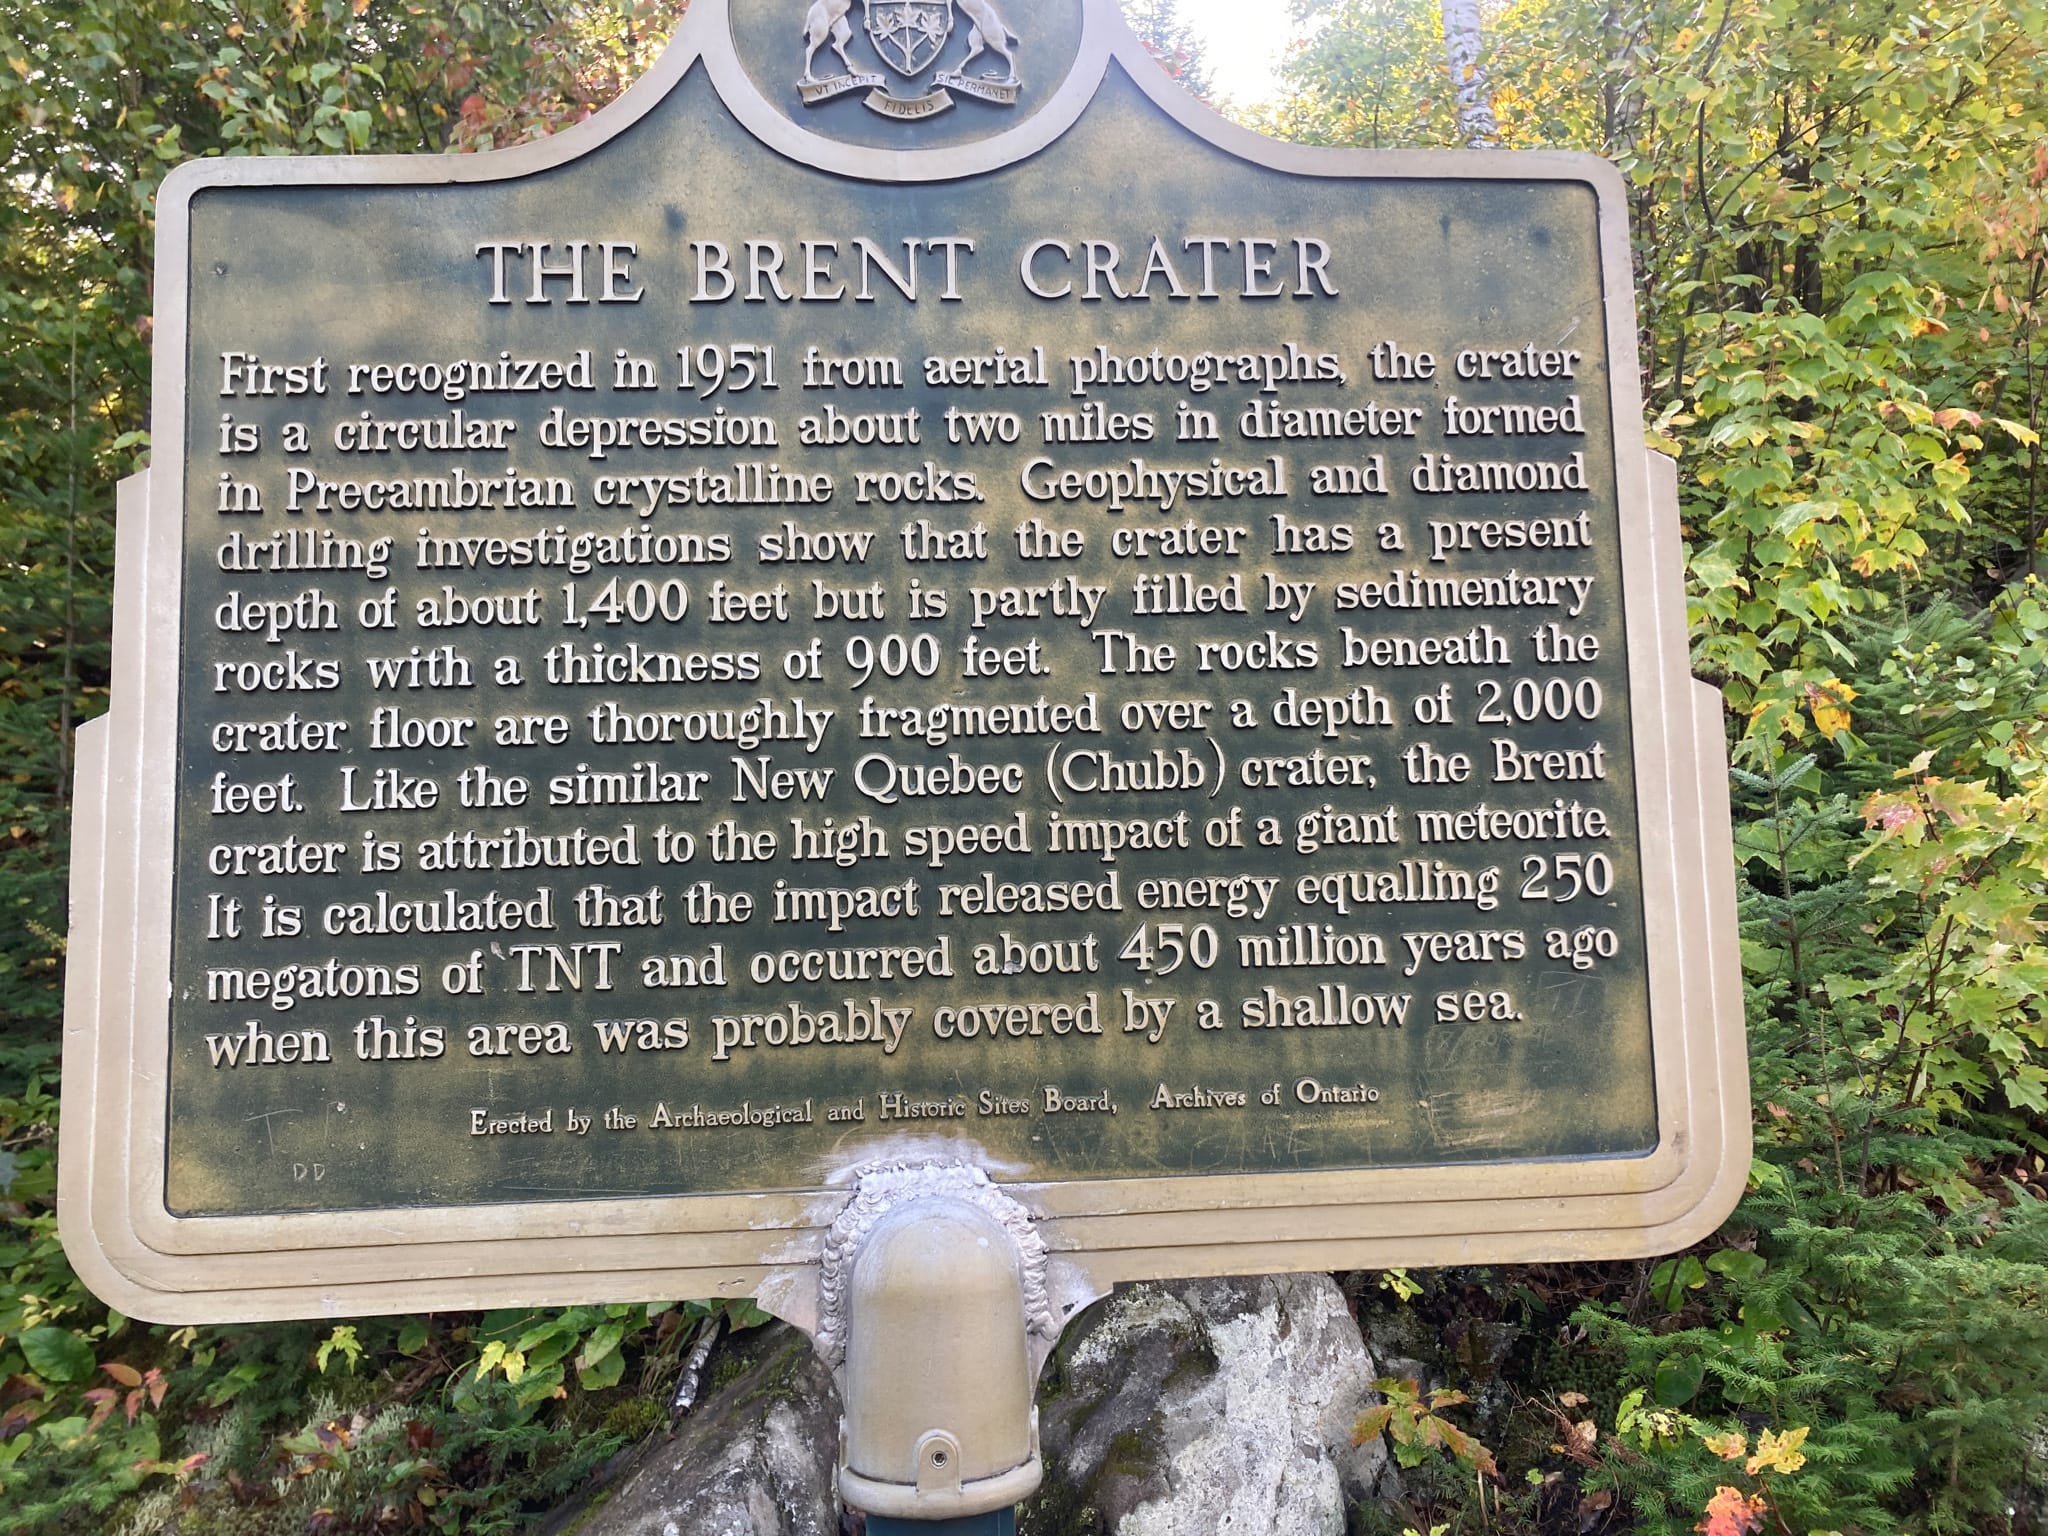 VT INCEPIT SIC PERMANET
FIDELIS
THE BRENT CRATER
First recognized in 1951 from aerial photographs, the crater
is a circular depression about two miles in diameter formed
in Precambrian crystalline rocks. Geophysical and diamond
drilling investigations show that the crater has a present
depth of about 1,400 feet but is partly filled by sedimentary
rocks with a thickness of 900 feet. The rocks beneath the
crater floor are thoroughly fragmented over a depth of 2,000
feet. Like the similar New Quebec (Chubb) crater, the Brent
crater is attributed to the high speed impact of a giant meteorite.
It is calculated that the impact released energy equalling 250
megatons of TNT and occurred about 450 million years ago
when this area was probably covered by a shallow sea.
Erected by the Archaeological and Historic Sites Board, Archives of Ontario
DD